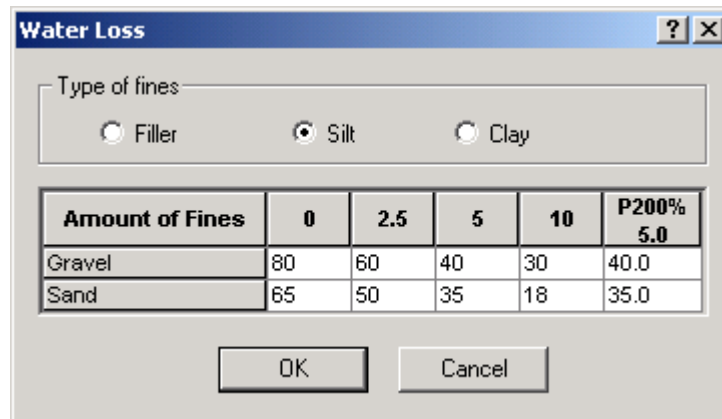 Water Loss
Type of fines
Filler Silt Clay
Amount of Fines 0 2.5 5 10 P200% 5.0
Gravel 80 60 40 30 40.0
Sand 65 50 35 18 35.0
OK Cancel